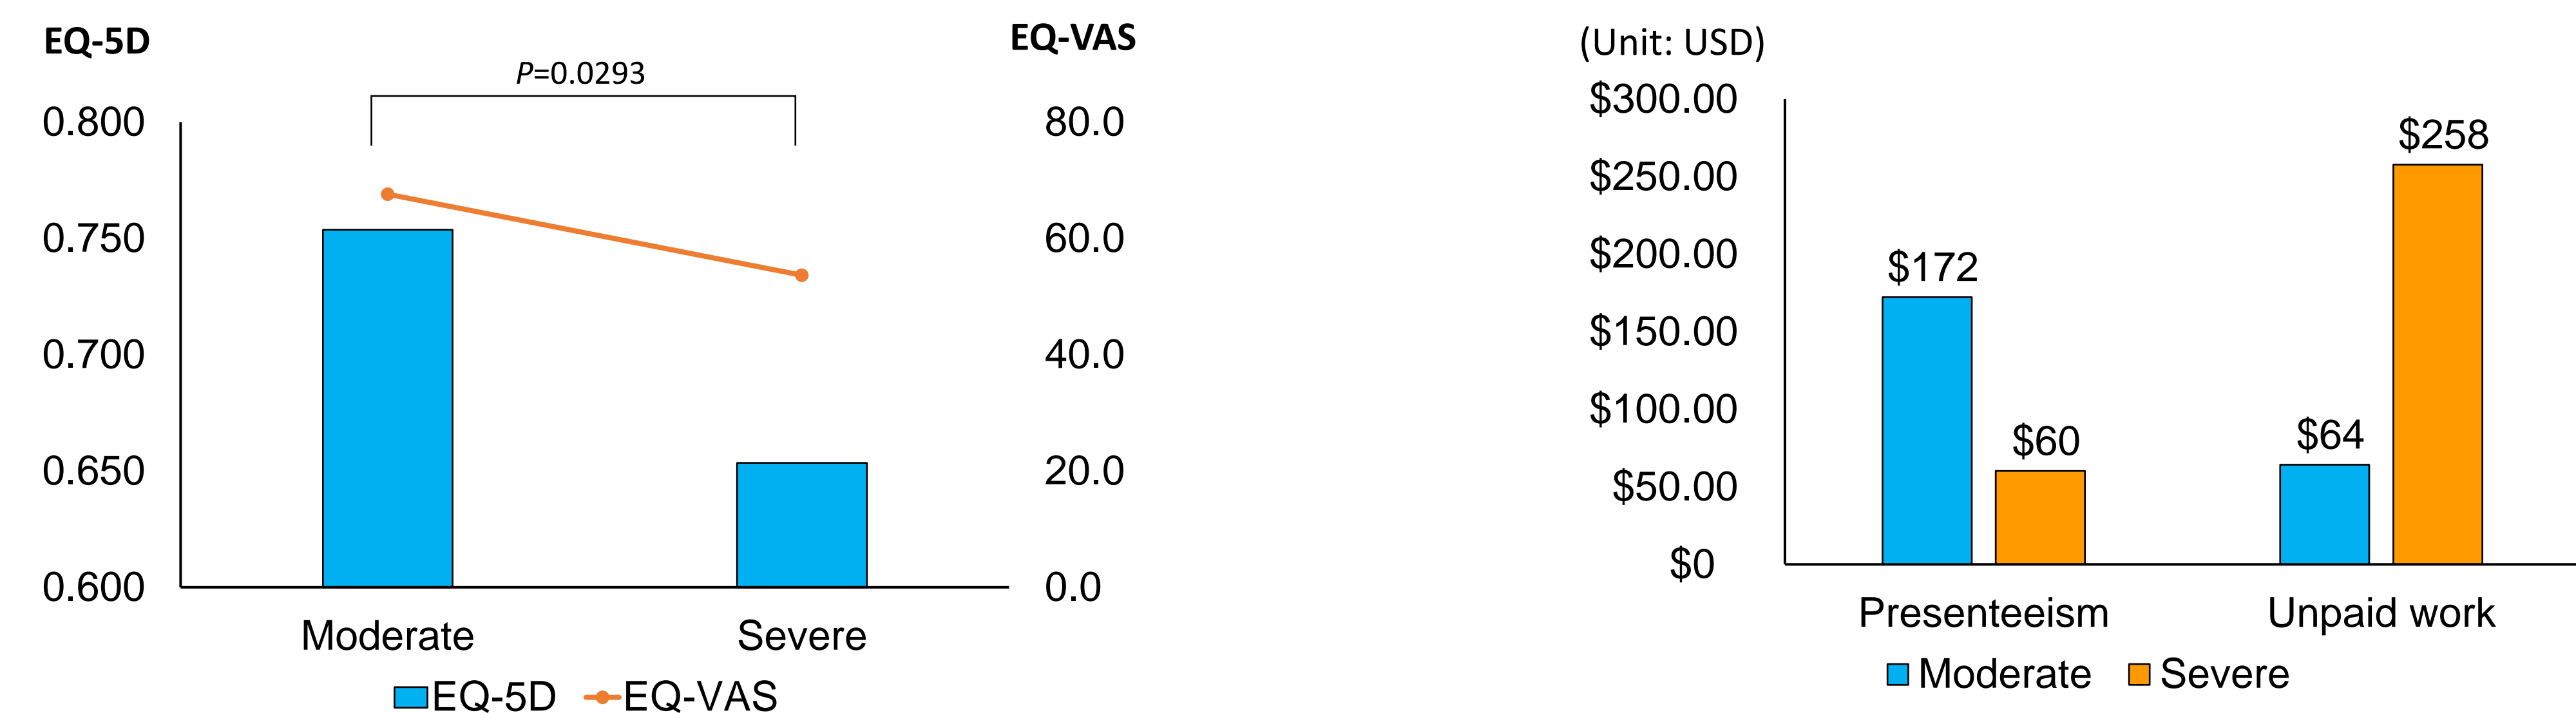 EQ-5D
EQ-VAS
P=0.0293
0.800
0.750
0.700
0.650
0.600
80.0
60.0
40.0
20.0
0.0
Moderate
Severe
EQ-5D
EQ-VAS
(Unit: USD)
$300.00
$250.00
$200.00
$150.00
$100.00
$50.00
$0
$172
$60
$64
$258
Presenteeism
Unpaid work
Moderate
Severe